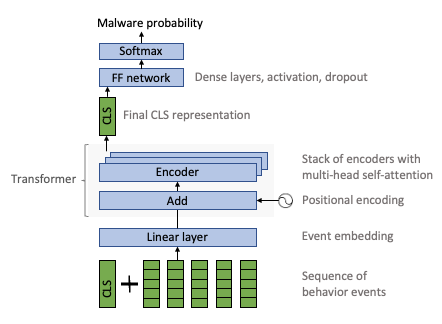 Malware probability
Softmax
FF network
Dense layers, activation, dropout
CLS
Final CLS representation
Transformer
Encoder
Stack of encoders with
multi-head self-attention
Add
Positional encoding
Linear layer
Event embedding
CLS
+
Sequence of
behavior events